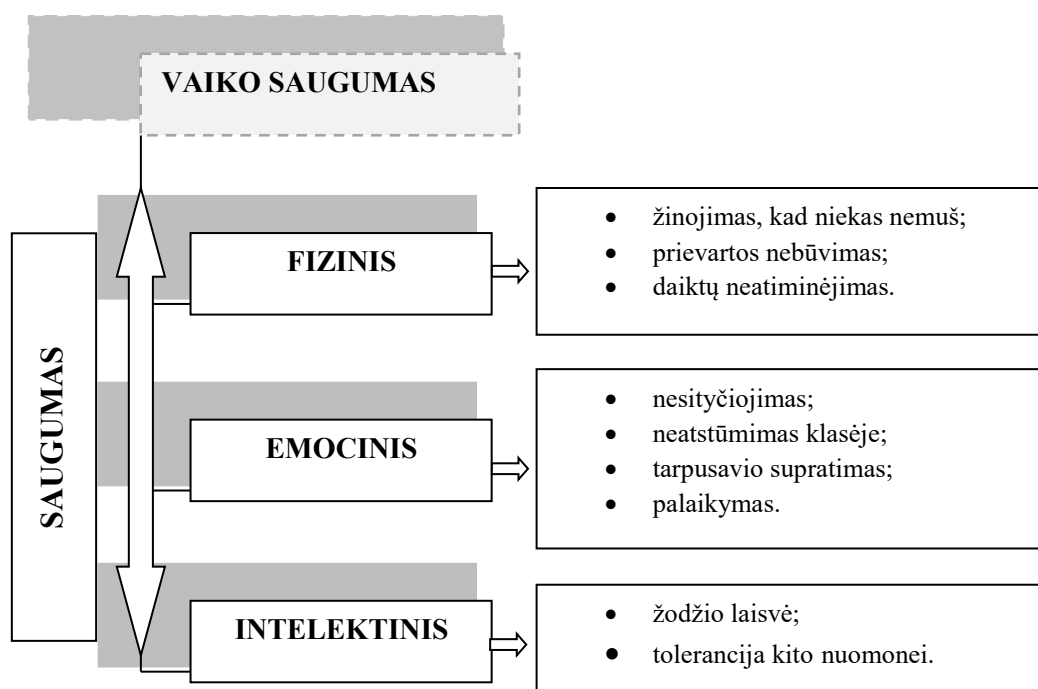 VAIKO SAUGUMAS
SAUGUMAS
FIZINIS
• žinojimas, kad niekas nemuš;
• prievartos nebūvimas;
• daiktų neatiminėjimas.
EMOCINIS
• nesityčiojimas;
• neatstūmimas klasėje;
• tarpusavio supratimas;
• palaikymas.
INTELEKTINIS
• žodžio laisvė;
• tolerancija kito nuomonei.